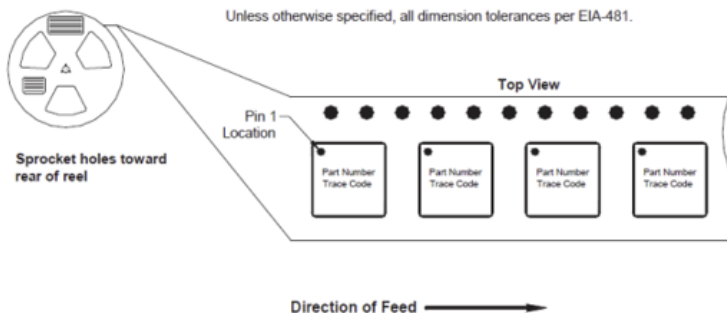 Unless otherwise specified, all dimension tolerances per EIA-481.
Top View
Pin 1
Location
Sprocket holes toward
rear of reel
Part Number
Trace Code
Part Number
Trace Code
Part Number
Trace Code
Part Number
Trace Code
Direction of Feed